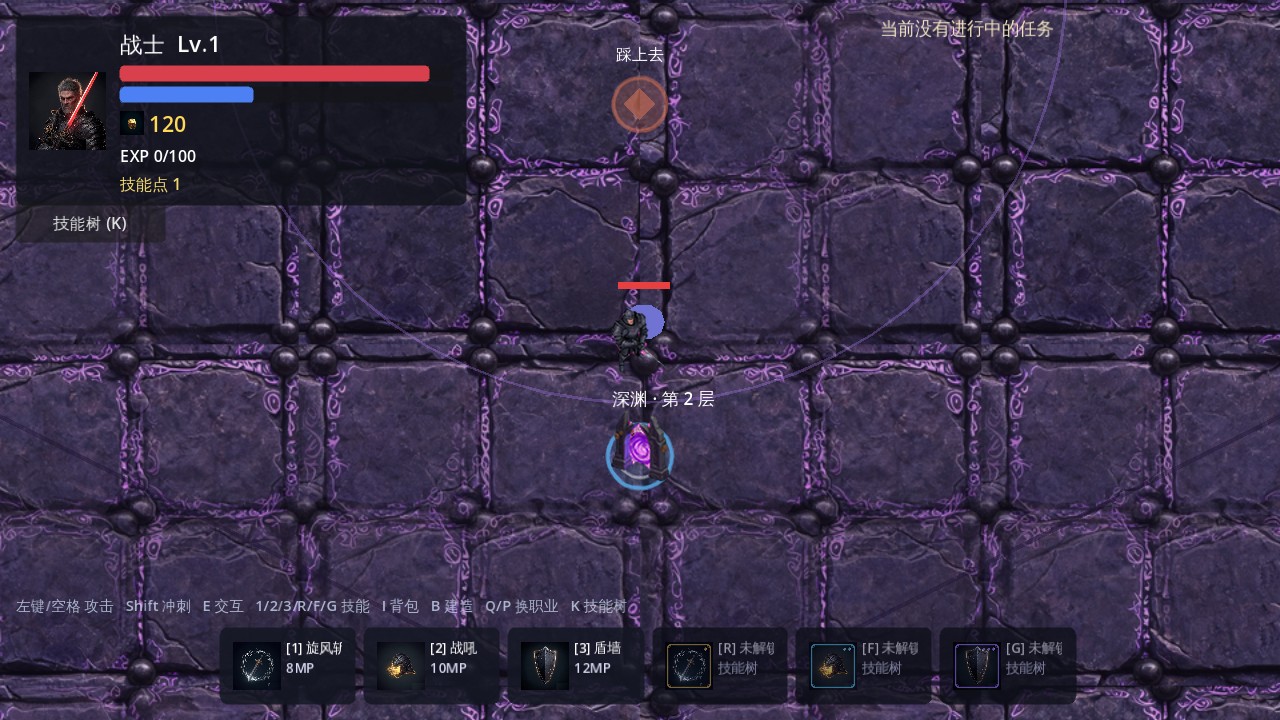 战士 Lv.1
120
EXP 0/100
技能点 1
技能树 (K)
当前没有进行中的任务
踩上去
深渊 · 第 2 层
左键/空格 攻击 Shift 冲刺 E 交互 1/2/3/R/F/G 技能 I 背包 B 建造 Q/P 换职业 K 技能树
[1] 旋风
8MP
[2] 战吼
10MP
[3] 盾墙
12MP
[R] 未解
技能树
[F] 未解
技能树
[G] 未解
技能树